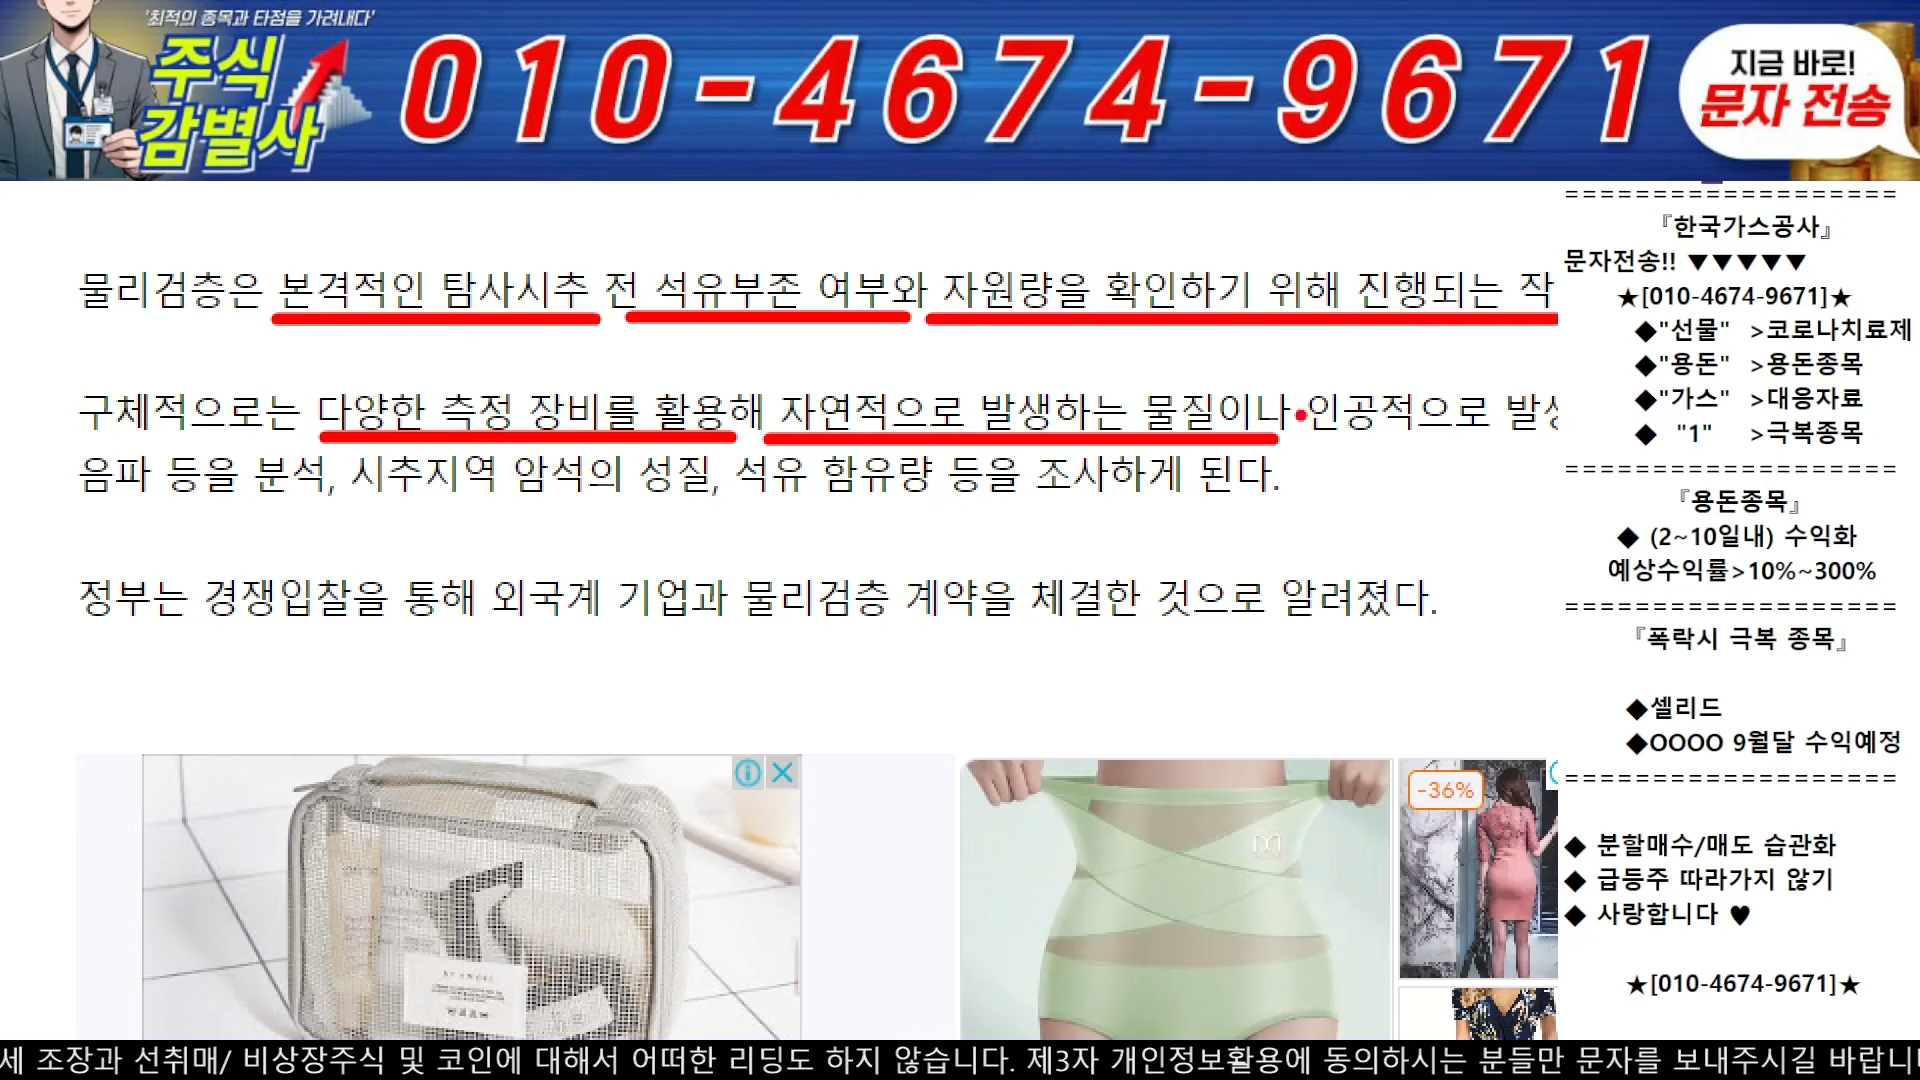 '최적의 종목과 타점을 가려내다'
주식
감별사
010-4674-9671
지금 바로!
문자 전송
물리검층은 본격적인 탐사시추 전 석유부존 여부와 자원량을 확인하기 위해 진행되는 작
구체적으로는 다양한 측정 장비를 활용해 자연적으로 발생하는 물질이나 인공적으로 발생
음파 등을 분석, 시추지역 암석의 성질, 석유 함유량 등을 조사하게 된다.
정부는 경쟁입찰을 통해 외국계 기업과 물리검층 계약을 체결한 것으로 알려졌다.
-36%
===================
『한국가스공사』
문자전송!! ▼▼▼▼▼
★[010-4674-9671]★
◆"선물" >코로나치료제
◆"용돈" >용돈종목
◆"가스" >대응자료
◆ "1" >극복종목
===================
『용돈종목』
◆ (2~10일내) 수익화
예상수익률>10%~300%
===================
『폭락시 극복 종목』
◆셀리드
◆OOOO 9월달 수익예정
===================
◆ 분할매수/매도 습관화
◆ 급등주 따라가지 않기
◆ 사랑합니다 ♥
★[010-4674-9671]★
세 조장과 선취매/ 비상장주식 및 코인에 대해서 어떠한 리딩도 하지 않습니다. 제3자 개인정보활용에 동의하시는 분들만 문자를 보내주시길 바랍니다